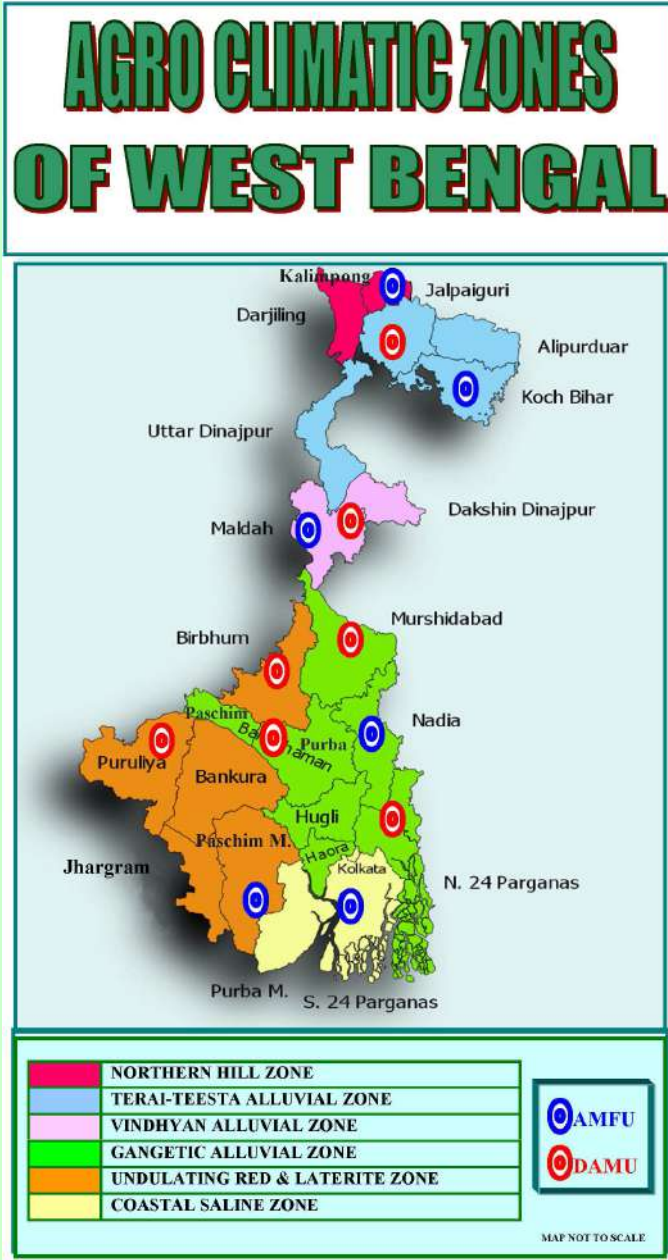 AGRO CLIMATIC ZONES
OF WEST BENGAL
Kalimpong
Jalpaiguri
Darjiling
Alipurduar
Koch Bihar
Uttar Dinajpur
Dakshin Dinajpur
Maldah
Murshidabad
Birbhum
Paschim
Nadia
Purba
Puruliya
Bankura
Hugli
Paschim M.
Haora
Jhargram
Kolkata
N. 24 Parganas
Purba M.
S. 24 Parganas
NORTHERN HILL ZONE
TERAI-TEESTA ALLUVIAL ZONE
VINDHYAN ALLUVIAL ZONE
GANGETIC ALLUVIAL ZONE
UNDULATING RED & LATERITE ZONE
COASTAL SALINE ZONE
AMFU
DAMU
MAP NOT TO SCALE